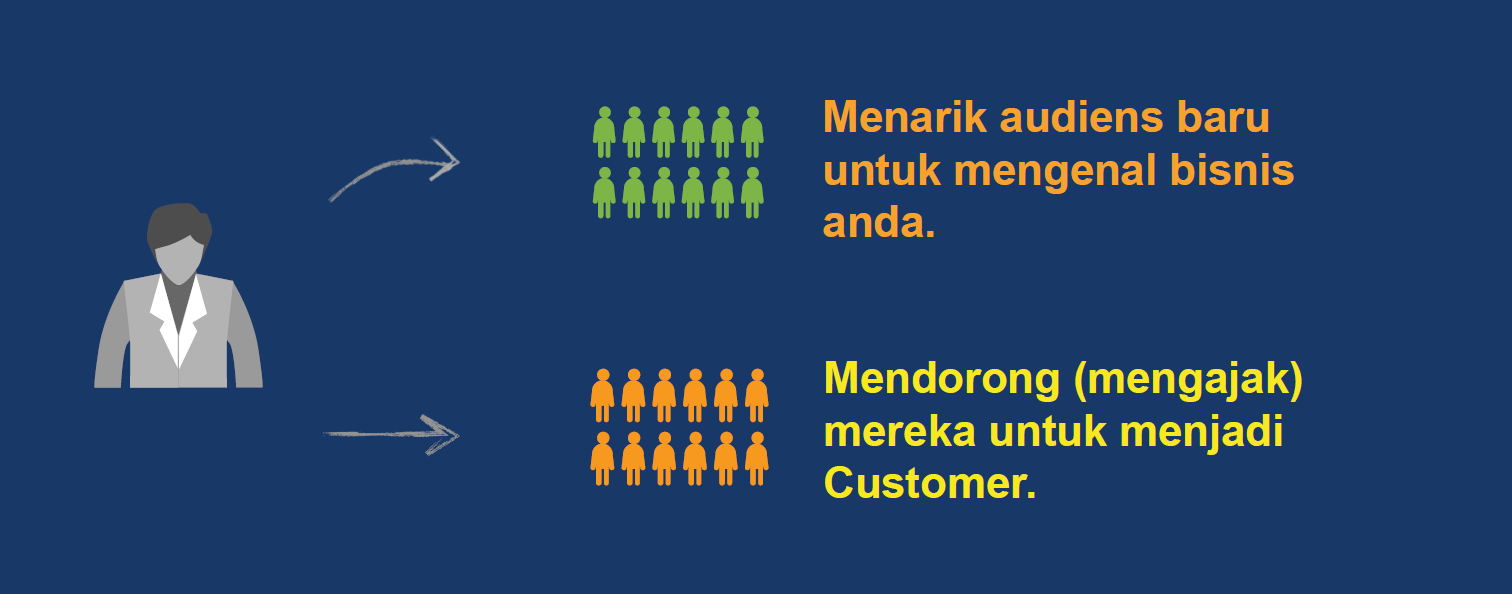 Menarik audiens baru
untuk mengenal bisnis
anda.
Mendorong (mengajak)
mereka untuk menjadi
Customer.